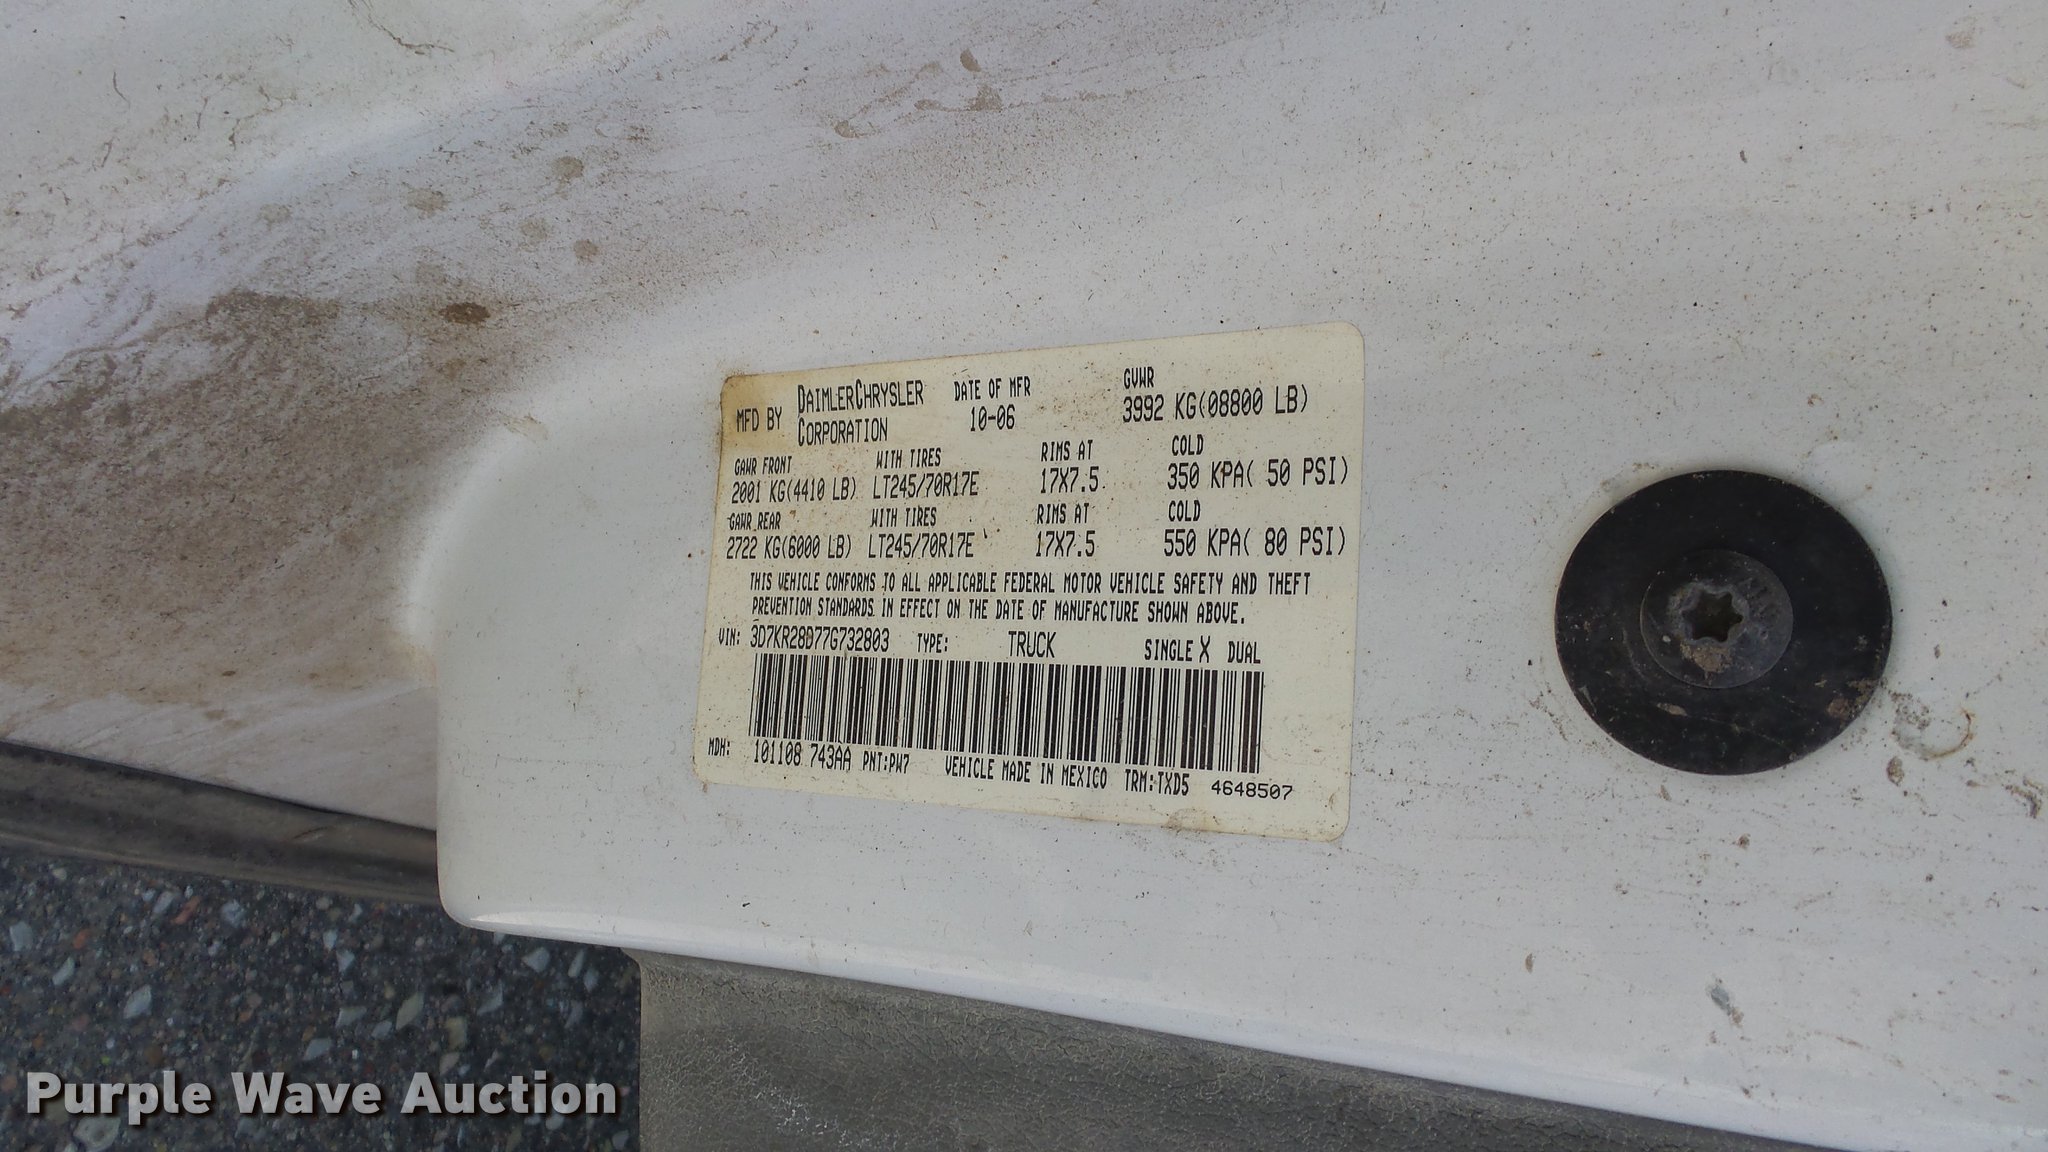 MFD BY DAIMLERCHRYSLER CORPORATION DATE OF MFR 10-06 GVWR 3992 KG(08800 LB)
GAWR FRONT WITH TIRES RIMS AT COLD
2001 KG(4410 LB) LT245/70R17E 17X7.5 350 KPA( 50 PSI)
GAWR REAR WITH TIRES RIMS AT COLD
2722 KG(6000 LB) LT245/70R17E 17X7.5 550 KPA( 80 PSI)
THIS VEHICLE CONFORMS TO ALL APPLICABLE FEDERAL MOTOR VEHICLE SAFETY AND THEFT
PREVENTION STANDARDS IN EFFECT ON THE DATE OF MANUFACTURE SHOWN ABOVE.
VIN: 3D7KR28D77G732803 TYPE: TRUCK SINGLE X DUAL
MDH: 101108 743AA PNT:PW7 VEHICLE MADE IN MEXICO TRM:TXD5 4648507
Purple Wave Auction